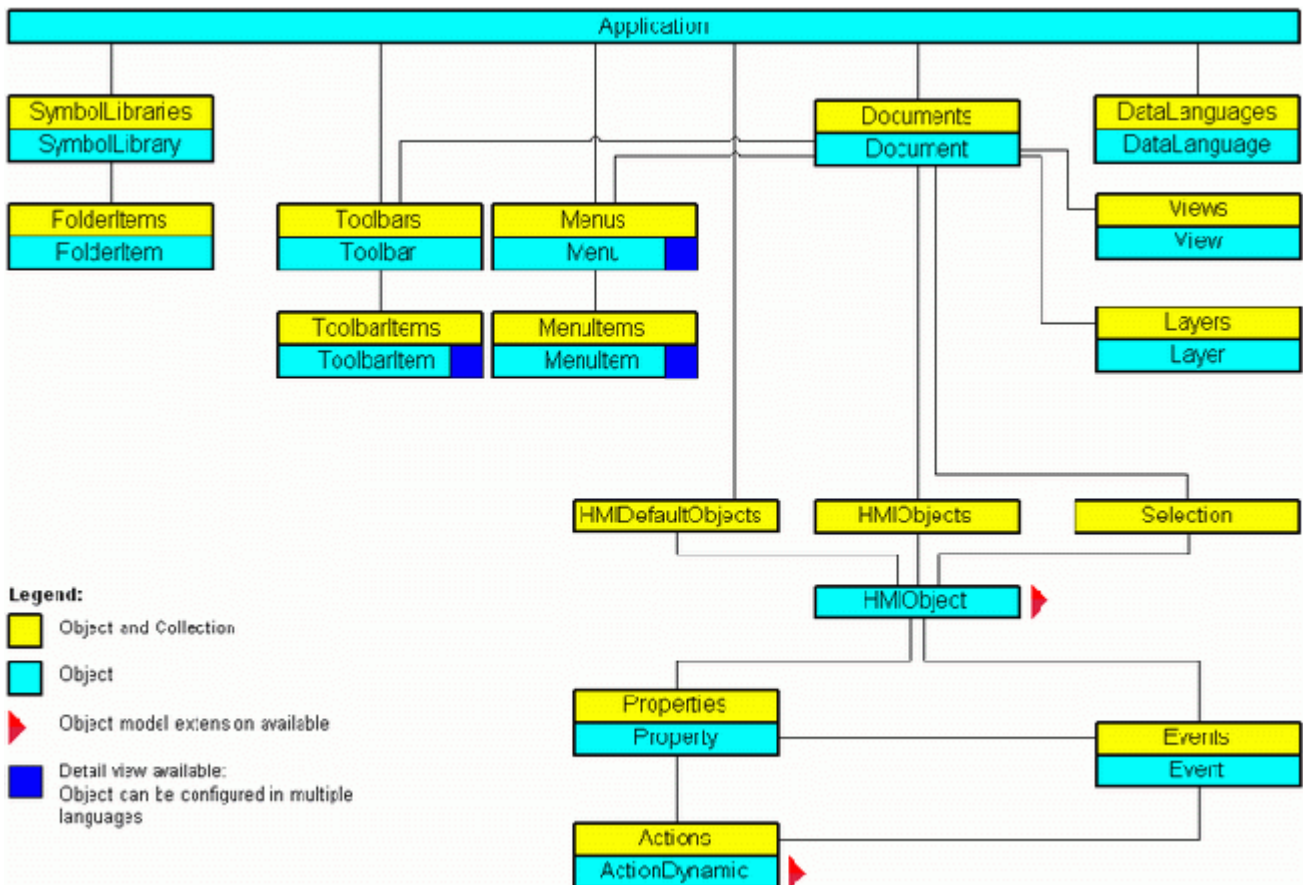 Application
SymbolLibraries
SymbolLibrary
Documents
Document
DataLanguages
DataLanguage
FolderItems
FolderItem
Toolbars
Toolbar
Menus
Menu
Views
View
ToolbarItems
ToolbarItem
MenuItems
MenuItem
Layers
Layer
HMIDefaultObjects
HMIObjects
Selection
HMIObject
Legend:
Object and Collection
Object
Object model extension available
Detail view available:
Object can be configured in multiple
languages
Properties
Property
Events
Event
Actions
ActionDynamic